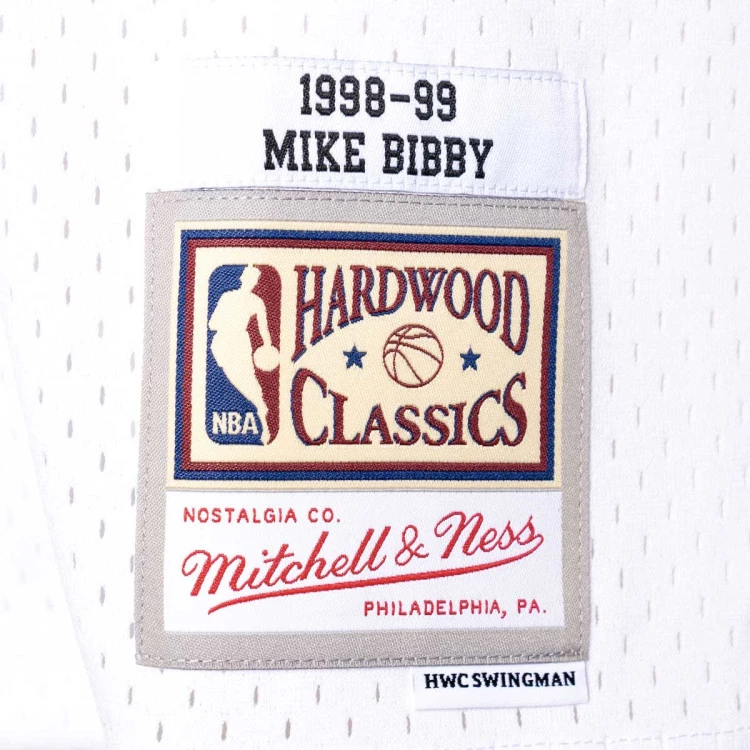 1998-99
MIKE BIBBY
HARDWOOD
CLASSICS
NBA
NOSTALGIA CO.
Mitchell & Ness
PHILADELPHIA, PA.
HWC SWINGMAN